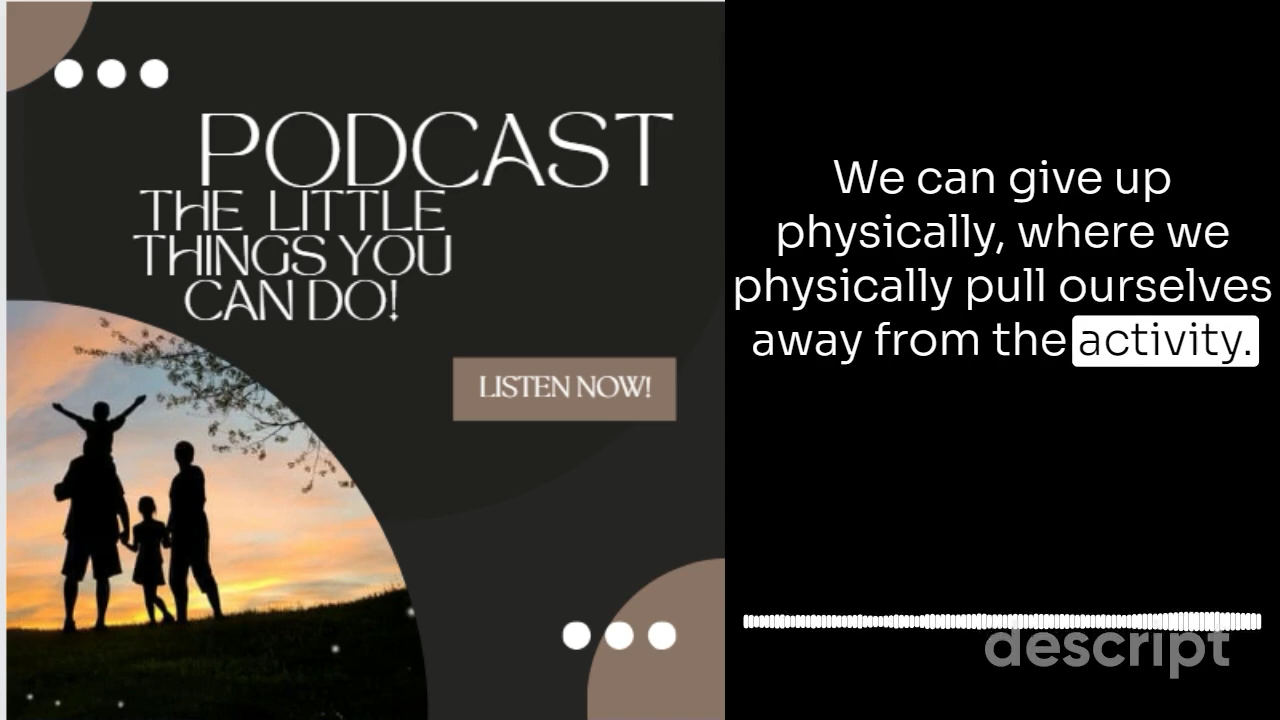 PODCAST
THE LITTLE
THINGS YOU
CAN DO!
LISTEN NOW!
We can give up
physically, where we
physically pull ourselves
away from the activity.
descript